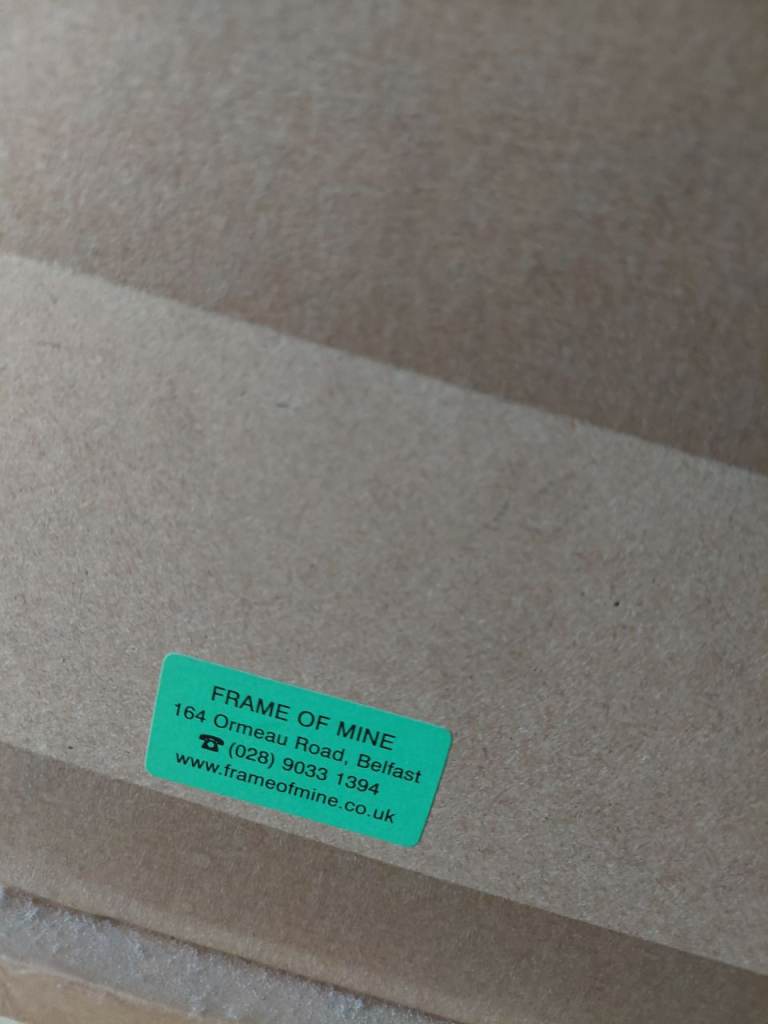 FRAME OF MINE
164 Ormeau Road, Belfast
☎ (028) 9033 1394
www.frameofmine.co.uk